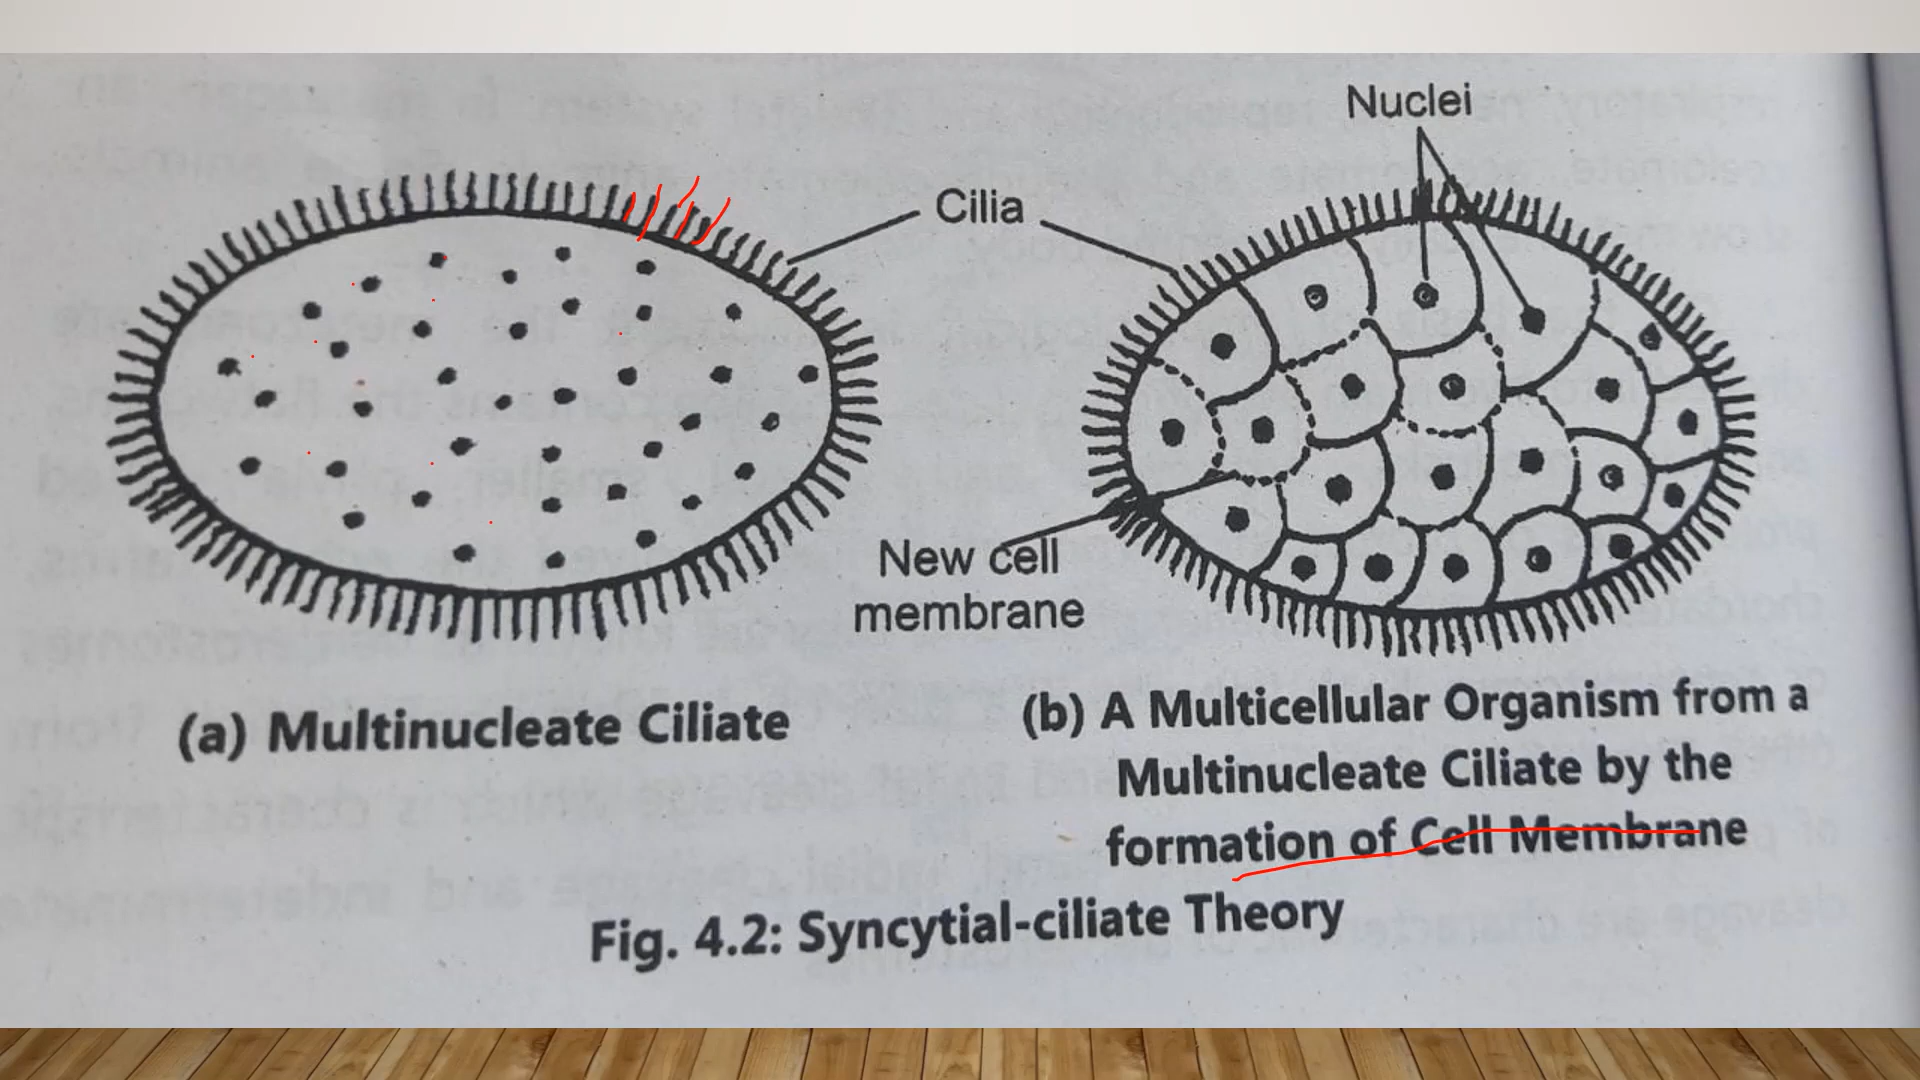 Nuclei
Cilia
New cell
membrane
(a) Multinucleate Ciliate
(b) A Multicellular Organism from a
Multinucleate Ciliate by the
formation of Cell Membrane
Fig. 4.2: Syncytial-ciliate Theory